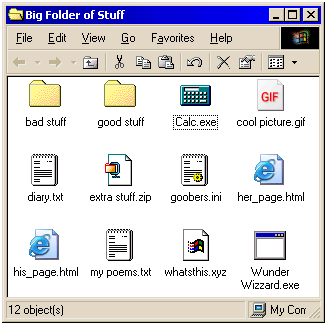 Big Folder of Stuff
File Edit View Go Favorites Help
bad stuff good stuff Calc.exe GIF cool picture.gif
diary.txt extra stuff.zip goobers.ini her_page.html
his_page.html my poems.txt whatsthis.xyz Wunder
Wizzard.exe
12 object(s) My Com